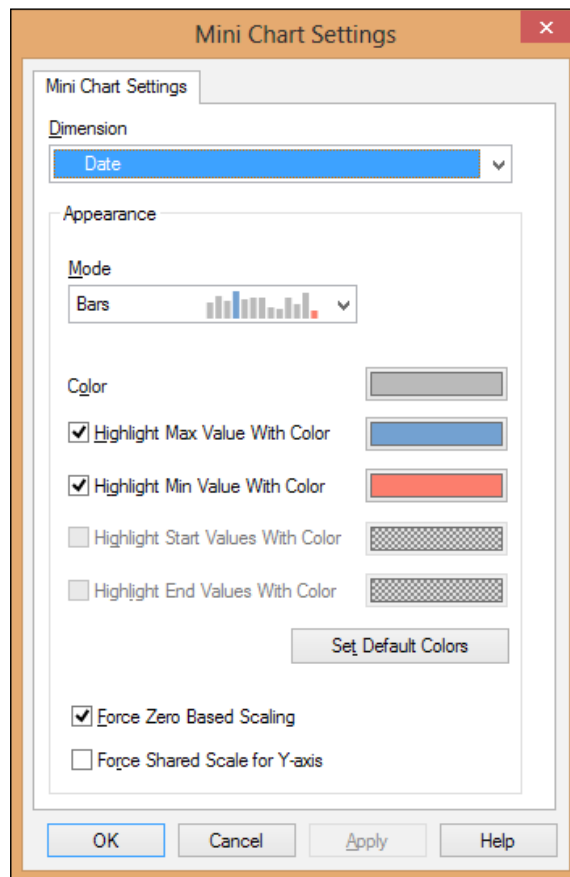 Mini Chart Settings
Mini Chart Settings
Dimension
Date
Appearance
Mode
Bars
Color
Highlight Max Value With Color
Highlight Min Value With Color
Highlight Start Values With Color
Highlight End Values With Color
Set Default Colors
Force Zero Based Scaling
Force Shared Scale for Y-axis
OK Cancel Apply Help